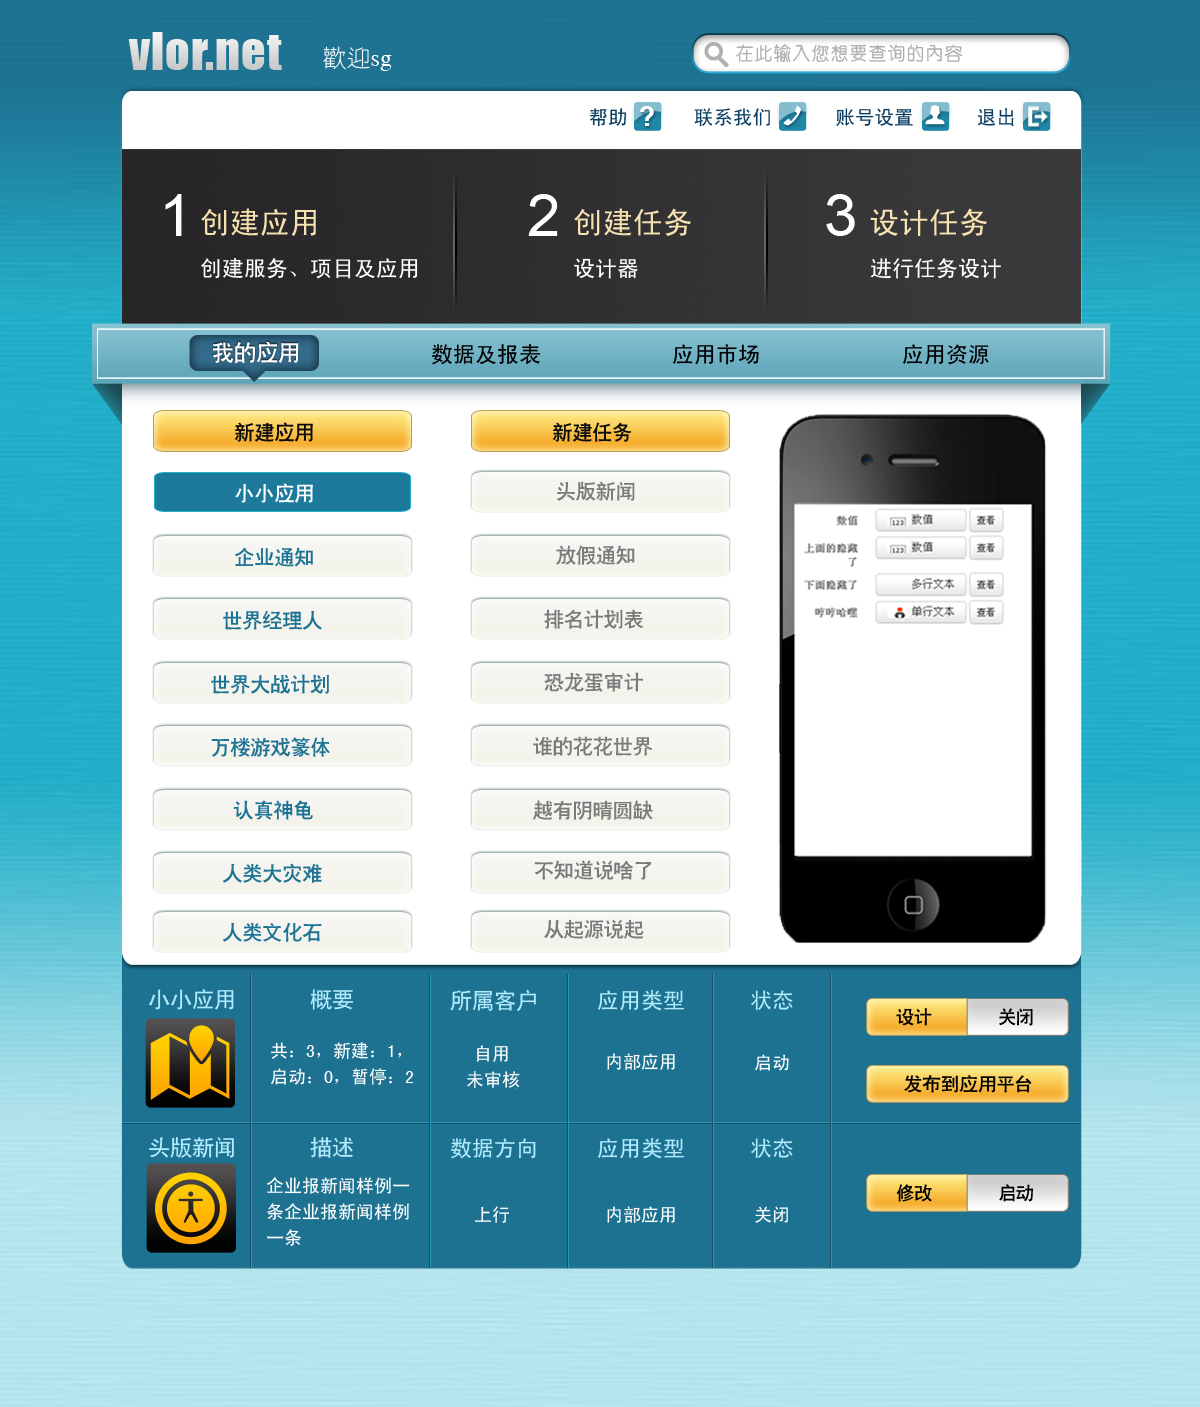 vlor.net
歡迎sg
在此输入您想要查询的內容
帮助 ?
联系我们
账号设置
退出
1 创建应用
创建服务、项目及应用
2 创建任务
设计器
3 设计任务
进行任务设计
我的应用
数据及报表
应用市场
应用资源
新建应用
小小应用
企业通知
世界经理人
世界大战计划
万楼游戏篆体
认真神龟
人类大灾难
人类文化石
新建任务
头版新闻
放假通知
排名计划表
恐龙蛋审计
谁的花花世界
越有阴晴圆缺
不知道说啥了
从起源说起
数值 123 数值 查看
上面的隐藏 123 数值 查看
了
下面隐藏了 多行文本 查看
哼哼哈嘿 单行文本 查看
小小应用
概要
共：3，新建：1，
启动：0，暂停：2
所属客户
自用
未审核
应用类型
内部应用
状态
启动
设计
关闭
发布到应用平台
头版新闻
描述
企业报新闻样例一
条企业报新闻样例
一条
数据方向
上行
应用类型
内部应用
状态
关闭
修改
启动